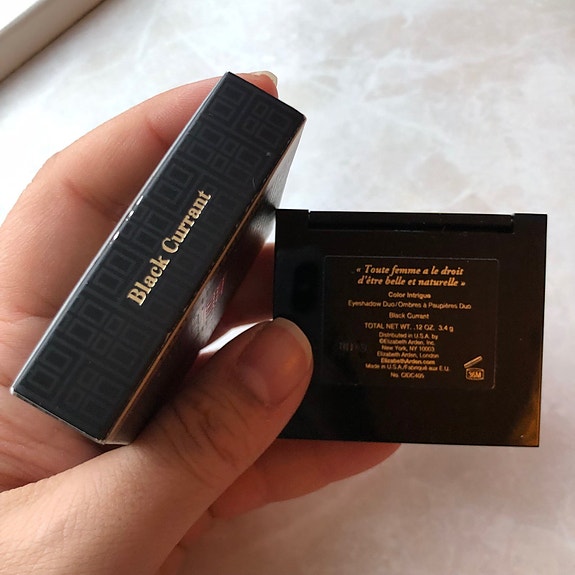 Black Currant
« Toute femme a le droit
d'être belle et naturelle »
Color Intrigue
Eyeshadow Duo/Ombres à Paupières Duo
Black Currant
TOTAL NET WT. .12 OZ. 3.4 g
Distributed in U.S.A. by
©Elizabeth Arden, Inc.
New York, NY 10003
Elizabeth Arden, London
ElizabethArden.com
Made in U.S.A./Fabriqué aux E.U.
36M